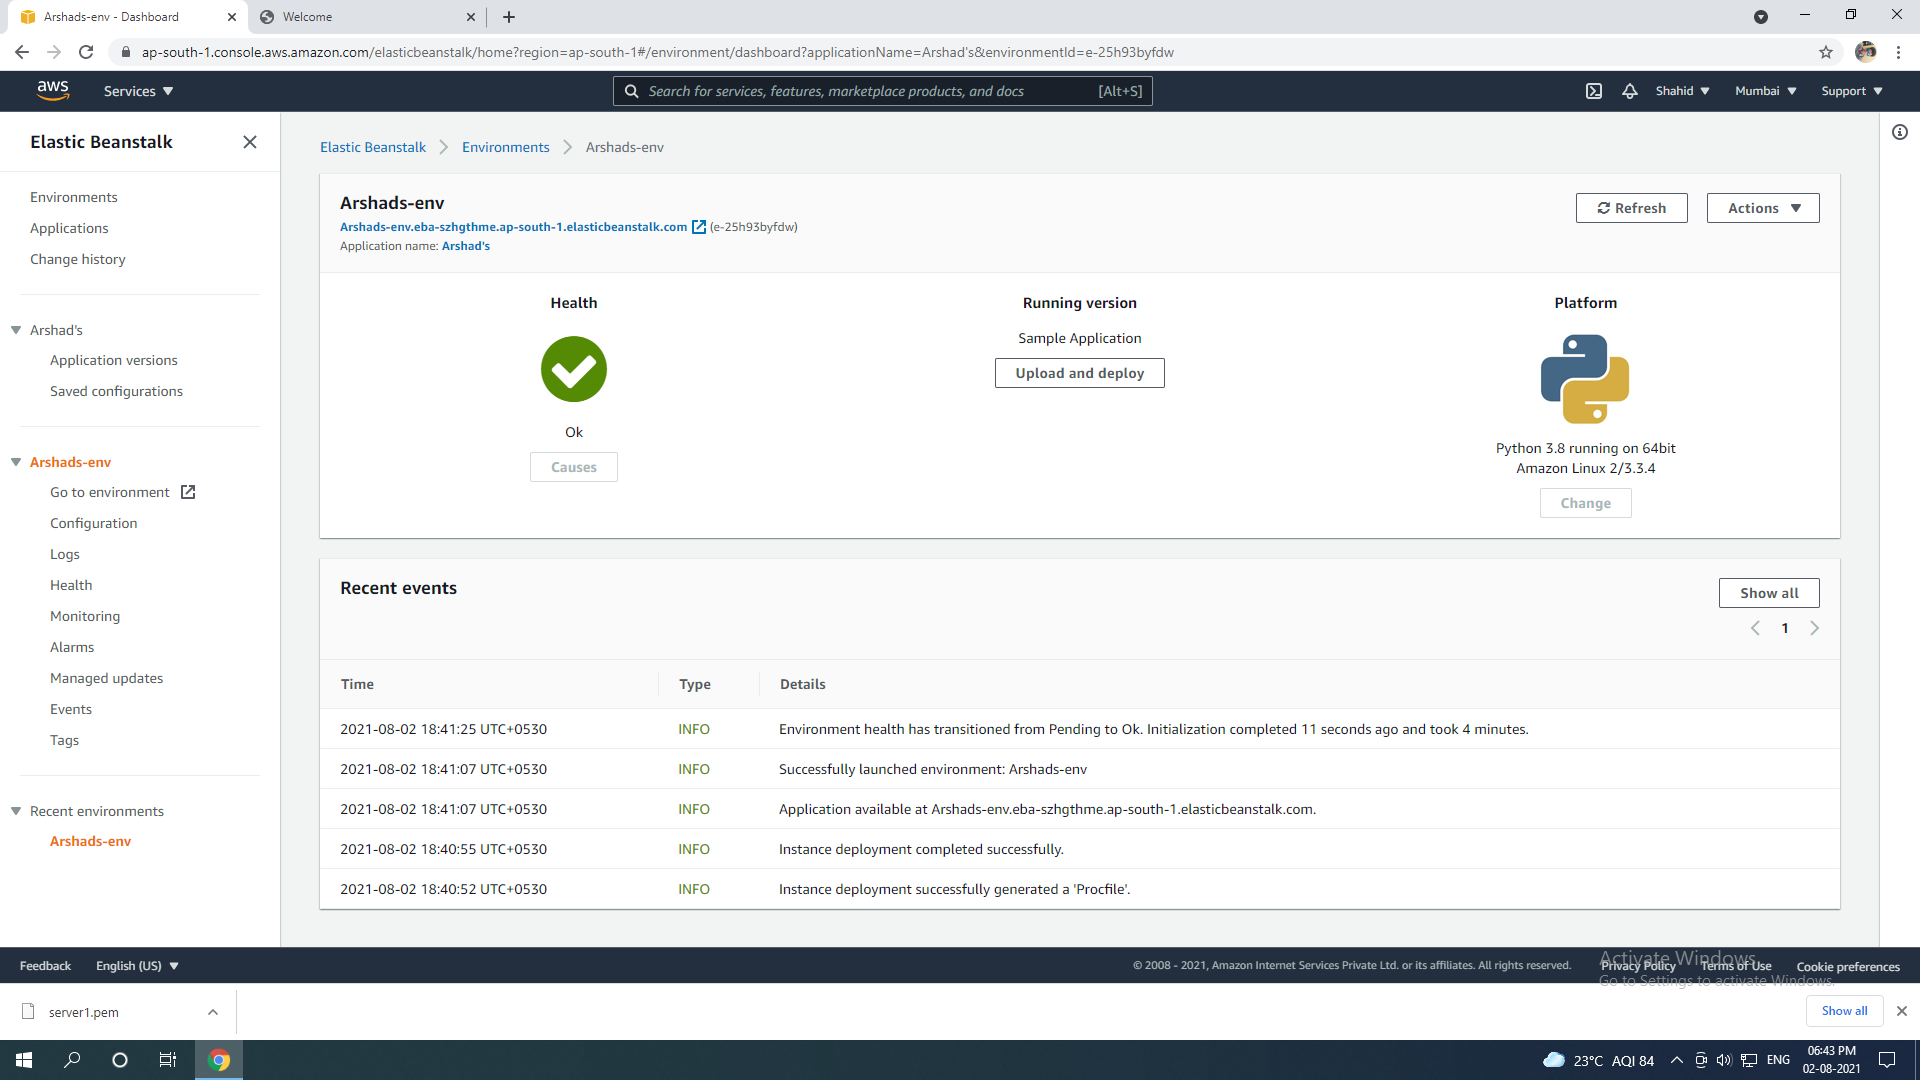 Arshads-env - Dashboard
Welcome
ap-south-1.console.aws.amazon.com/elasticbeanstalk/home?region=ap-south-1#/environment/dashboard?applicationName=Arshad's&environmentId=e-25h93byfdw
aws
Services
Search for services, features, marketplace products, and docs
[Alt+S]
Shahid
Mumbai
Support
Elastic Beanstalk
Environments
Applications
Change history
Arshad's
Application versions
Saved configurations
Arshads-env
Go to environment
Configuration
Logs
Health
Monitoring
Alarms
Managed updates
Events
Tags
Recent environments
Arshads-env
Elastic Beanstalk
Environments
Arshads-env
Arshads-env
Arshads-env.eba-szhgthme.ap-south-1.elasticbeanstalk.com (e-25h93byfdw)
Application name: Arshad's
Refresh
Actions
Health
Ok
Causes
Running version
Sample Application
Upload and deploy
Platform
Python 3.8 running on 64bit
Amazon Linux 2/3.3.4
Change
Recent events
Show all
1
Time Type Details
2021-08-02 18:41:25 UTC+0530 INFO Environment health has transitioned from Pending to Ok. Initialization completed 11 seconds ago and took 4 minutes.
2021-08-02 18:41:07 UTC+0530 INFO Successfully launched environment: Arshads-env
2021-08-02 18:41:07 UTC+0530 INFO Application available at Arshads-env.eba-szhgthme.ap-south-1.elasticbeanstalk.com.
2021-08-02 18:40:55 UTC+0530 INFO Instance deployment completed successfully.
2021-08-02 18:40:52 UTC+0530 INFO Instance deployment successfully generated a 'Procfile'.
Feedback
English (US)
© 2008 - 2021, Amazon Internet Services Private Ltd. or its affiliates. All rights reserved.
Privacy Policy
Terms of Use
Cookie preferences
Activate Windows
Go to Settings to activate Windows.
server1.pem
Show all
23°C AQI 84
ENG
06:43 PM
02-08-2021